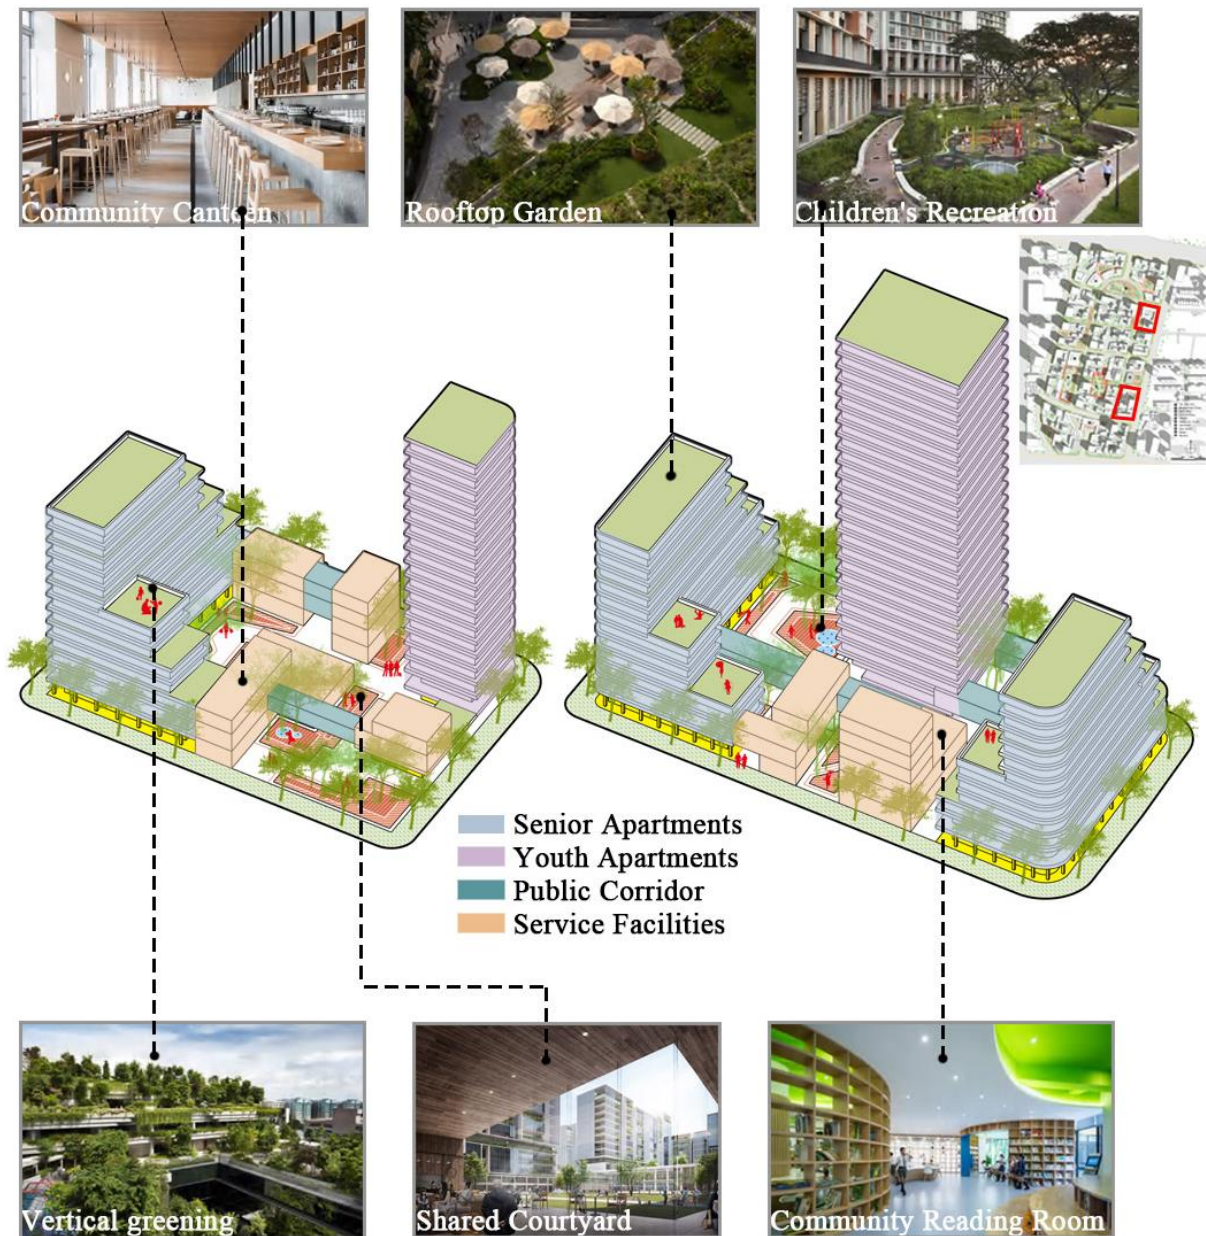 Community Canteen
Rooftop Garden
Children's Recreation
Senior Apartments
Youth Apartments
Public Corridor
Service Facilities
Vertical greening
Shared Courtyard
Community Reading Room